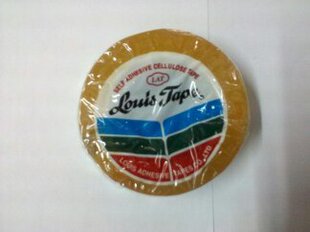 SELF ADHESIVE CELLULOSE TAPE
LAT
Louis Tape
LOUIS ADHESIVE TAPES CO.,LTD